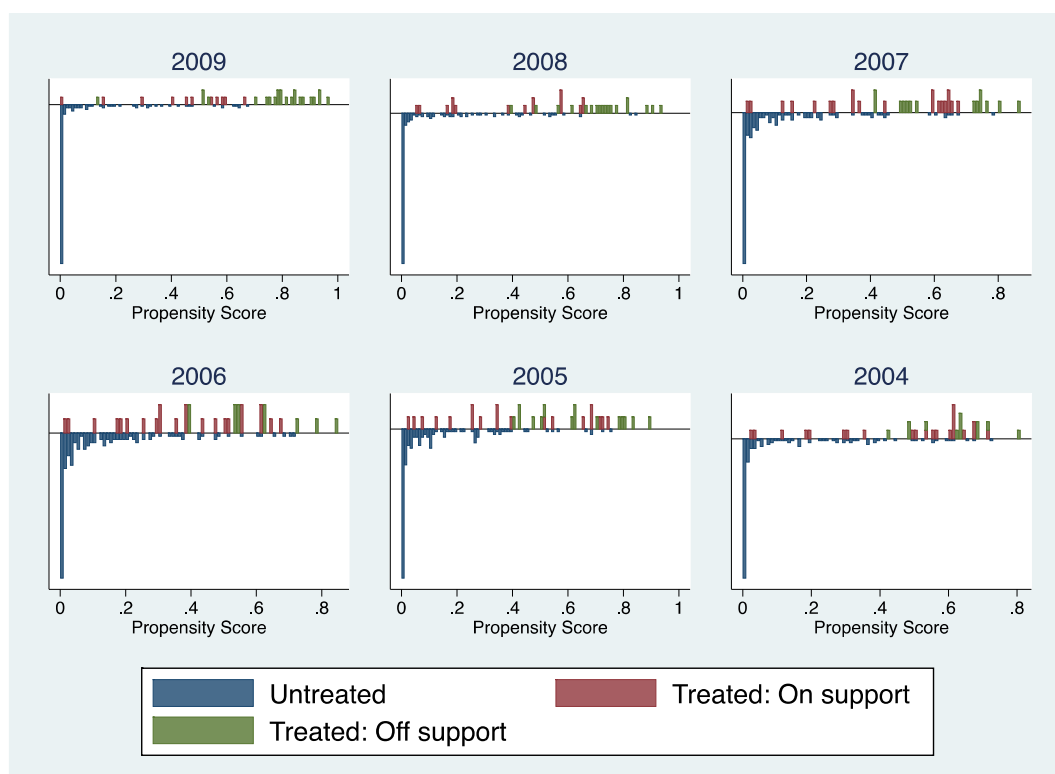 2009 2008 2007
0 .2 .4 .6 .8 1 0 .2 .4 .6 .8 1 0 .2 .4 .6 .8
Propensity Score Propensity Score Propensity Score
2006 2005 2004
0 .2 .4 .6 .8 0 .2 .4 .6 .8 1 0 .2 .4 .6 .8
Propensity Score Propensity Score Propensity Score
Untreated Treated: On support
Treated: Off support